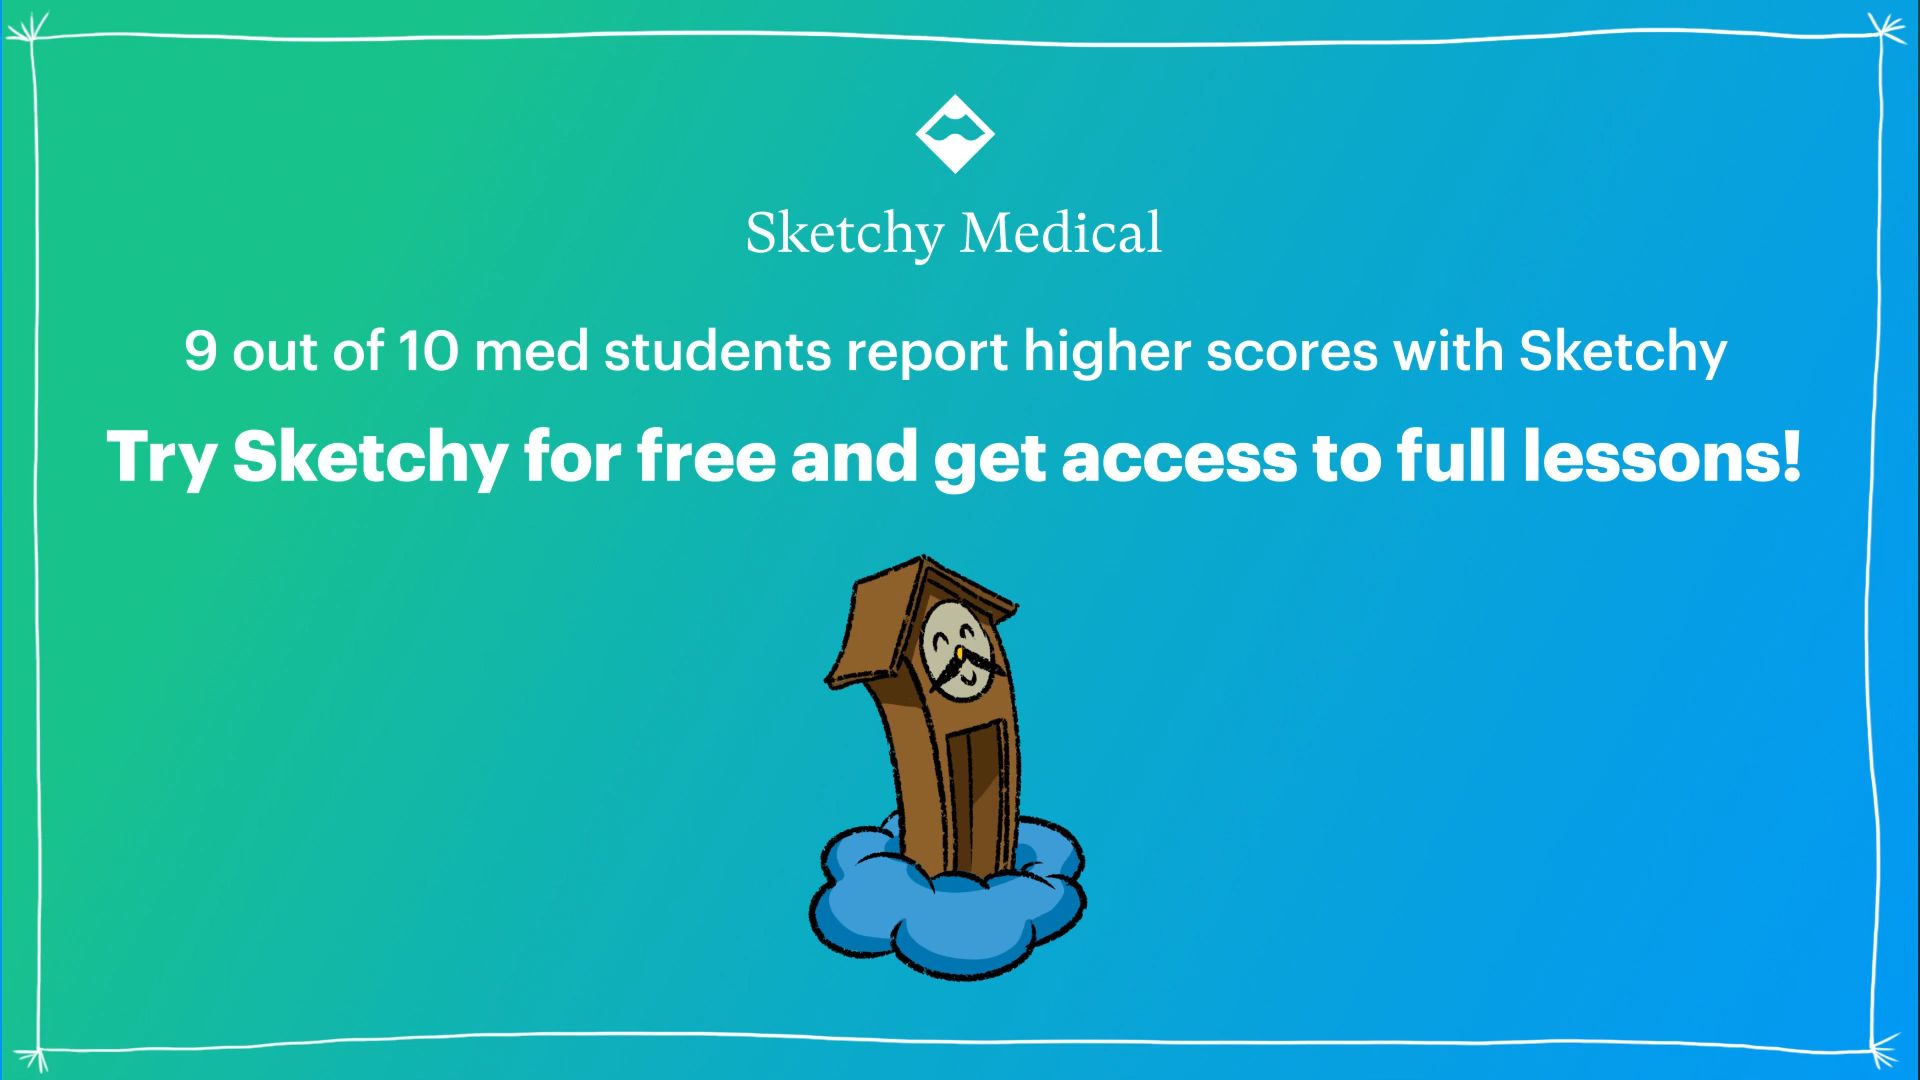 Sketchy Medical
9 out of 10 med students report higher scores with Sketchy
Try Sketchy for free and get access to full lessons!